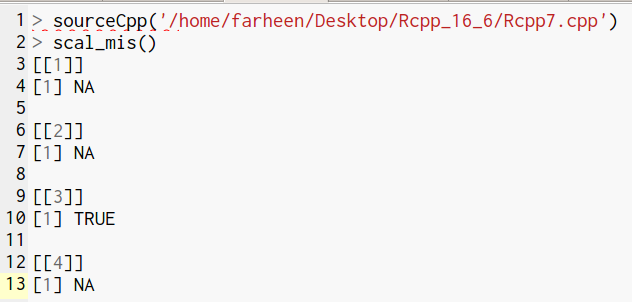 1 > sourceCpp('/home/farheen/Desktop/Rcpp_16_6/Rcpp7.cpp')
2 > scal_mis()
3 [[1]]
4 [1] NA
5
6 [[2]]
7 [1] NA
8
9 [[3]]
10 [1] TRUE
11
12 [[4]]
13 [1] NA